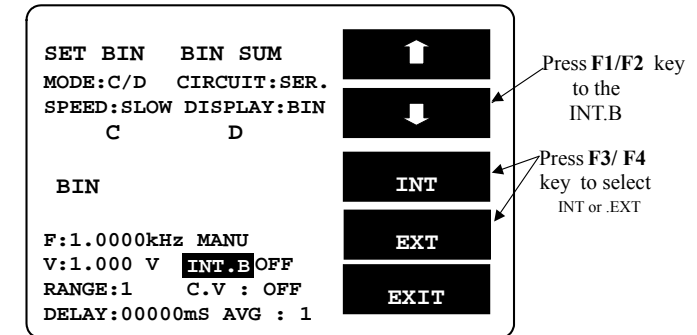 SET BIN BIN SUM
MODE:C/D CIRCUIT:SER.
SPEED:SLOW DISPLAY:BIN
C D
BIN
F:1.0000kHz MANU
V:1.000 V INT.B OFF
RANGE:1 C.V : OFF
DELAY:00000mS AVG : 1
INT
EXT
EXIT
Press F1/F2 key
to the
INT.B
Press F3/ F4
key to select
INT or .EXT